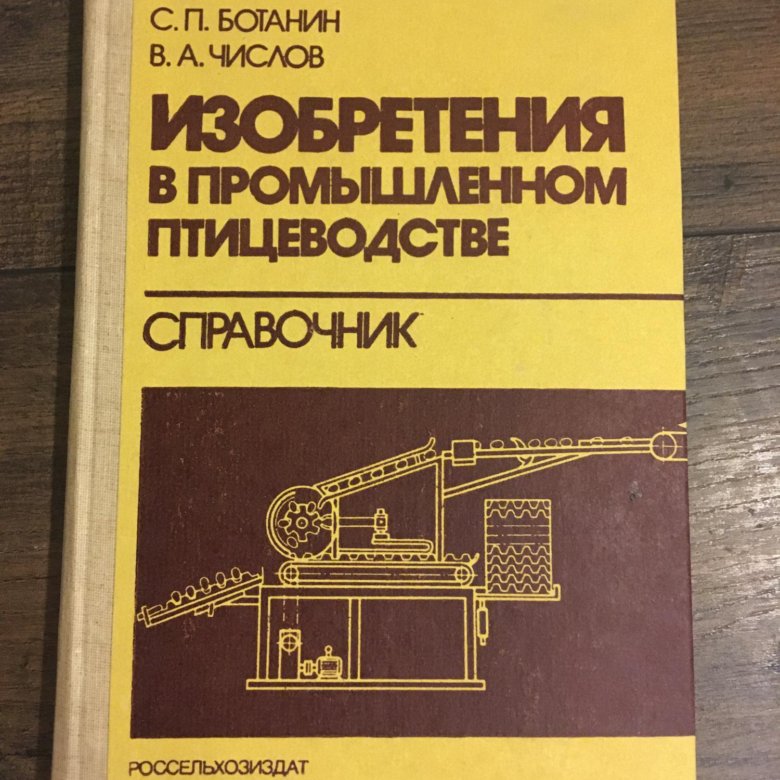 С. П. БОТАНИН
В. А. ЧИСЛОВ
ИЗОБРЕТЕНИЯ
В ПРОМЫШЛЕННОМ
ПТИЦЕВОДСТВЕ
СПРАВОЧНИК
РОССЕЛЬХОЗИЗДАТ